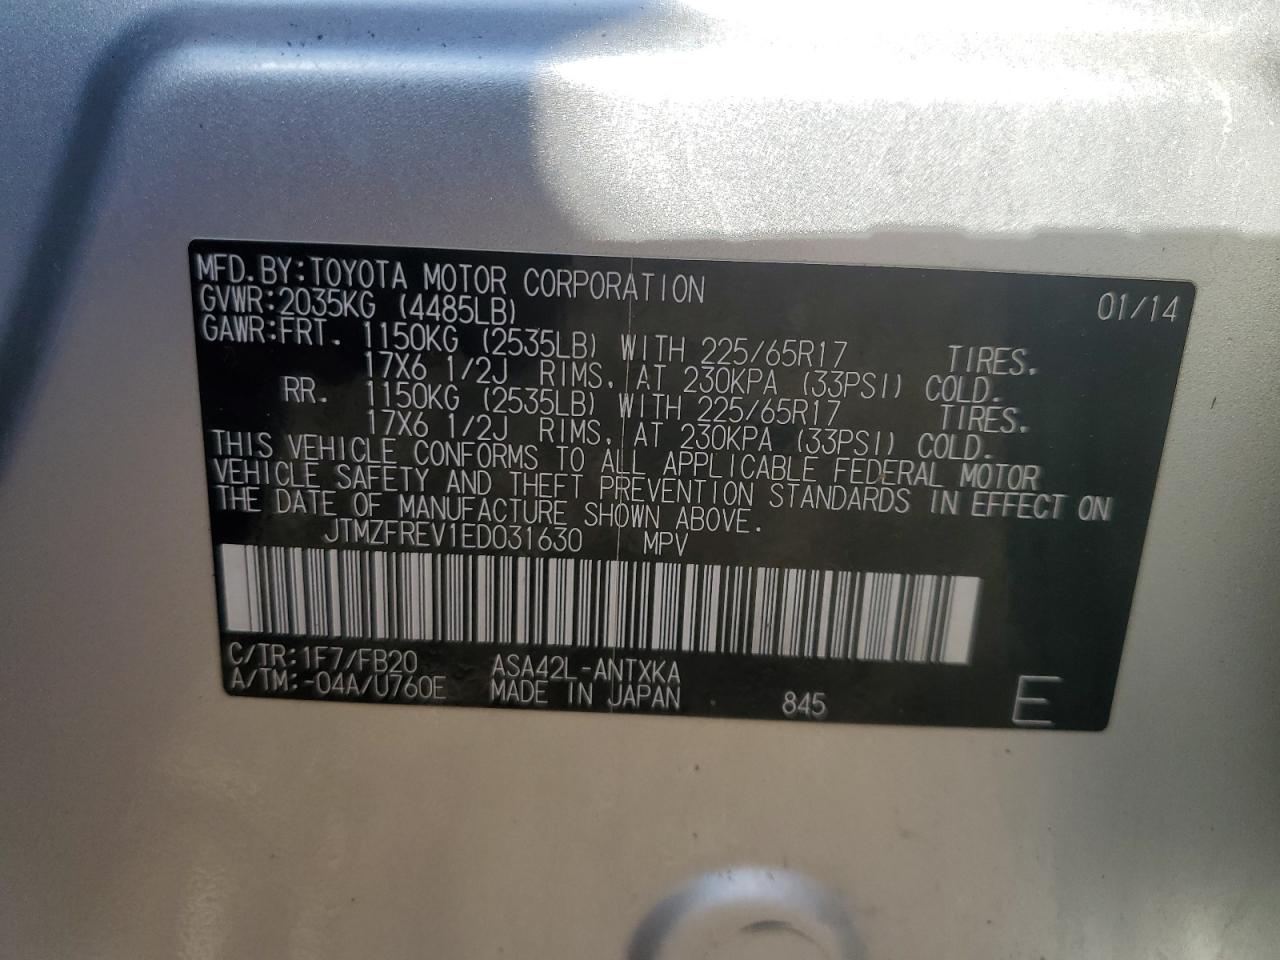 MFD.BY:TOYOTA MOTOR CORPORATION 01/14
GVWR:2035KG (4485LB)
GAWR:FRT. 1150KG (2535LB) WITH 225/65R17 TIRES.
17X6 1/2J RIMS, AT 230KPA (33PSI) COLD.
RR. 1150KG (2535LB) WITH 225/65R17 TIRES.
17X6 1/2J RIMS, AT 230KPA (33PSI) COLD.
THIS VEHICLE CONFORMS TO ALL APPLICABLE FEDERAL MOTOR
VEHICLE SAFETY AND THEFT PREVENTION STANDARDS IN EFFECT ON
THE DATE OF MANUFACTURE SHOWN ABOVE.
JTMZFREV1ED031630 MPV
C/TR:1F7/FB20 ASA42L-ANTXKA
A/TM:-04A/U760E MADE IN JAPAN 845 E